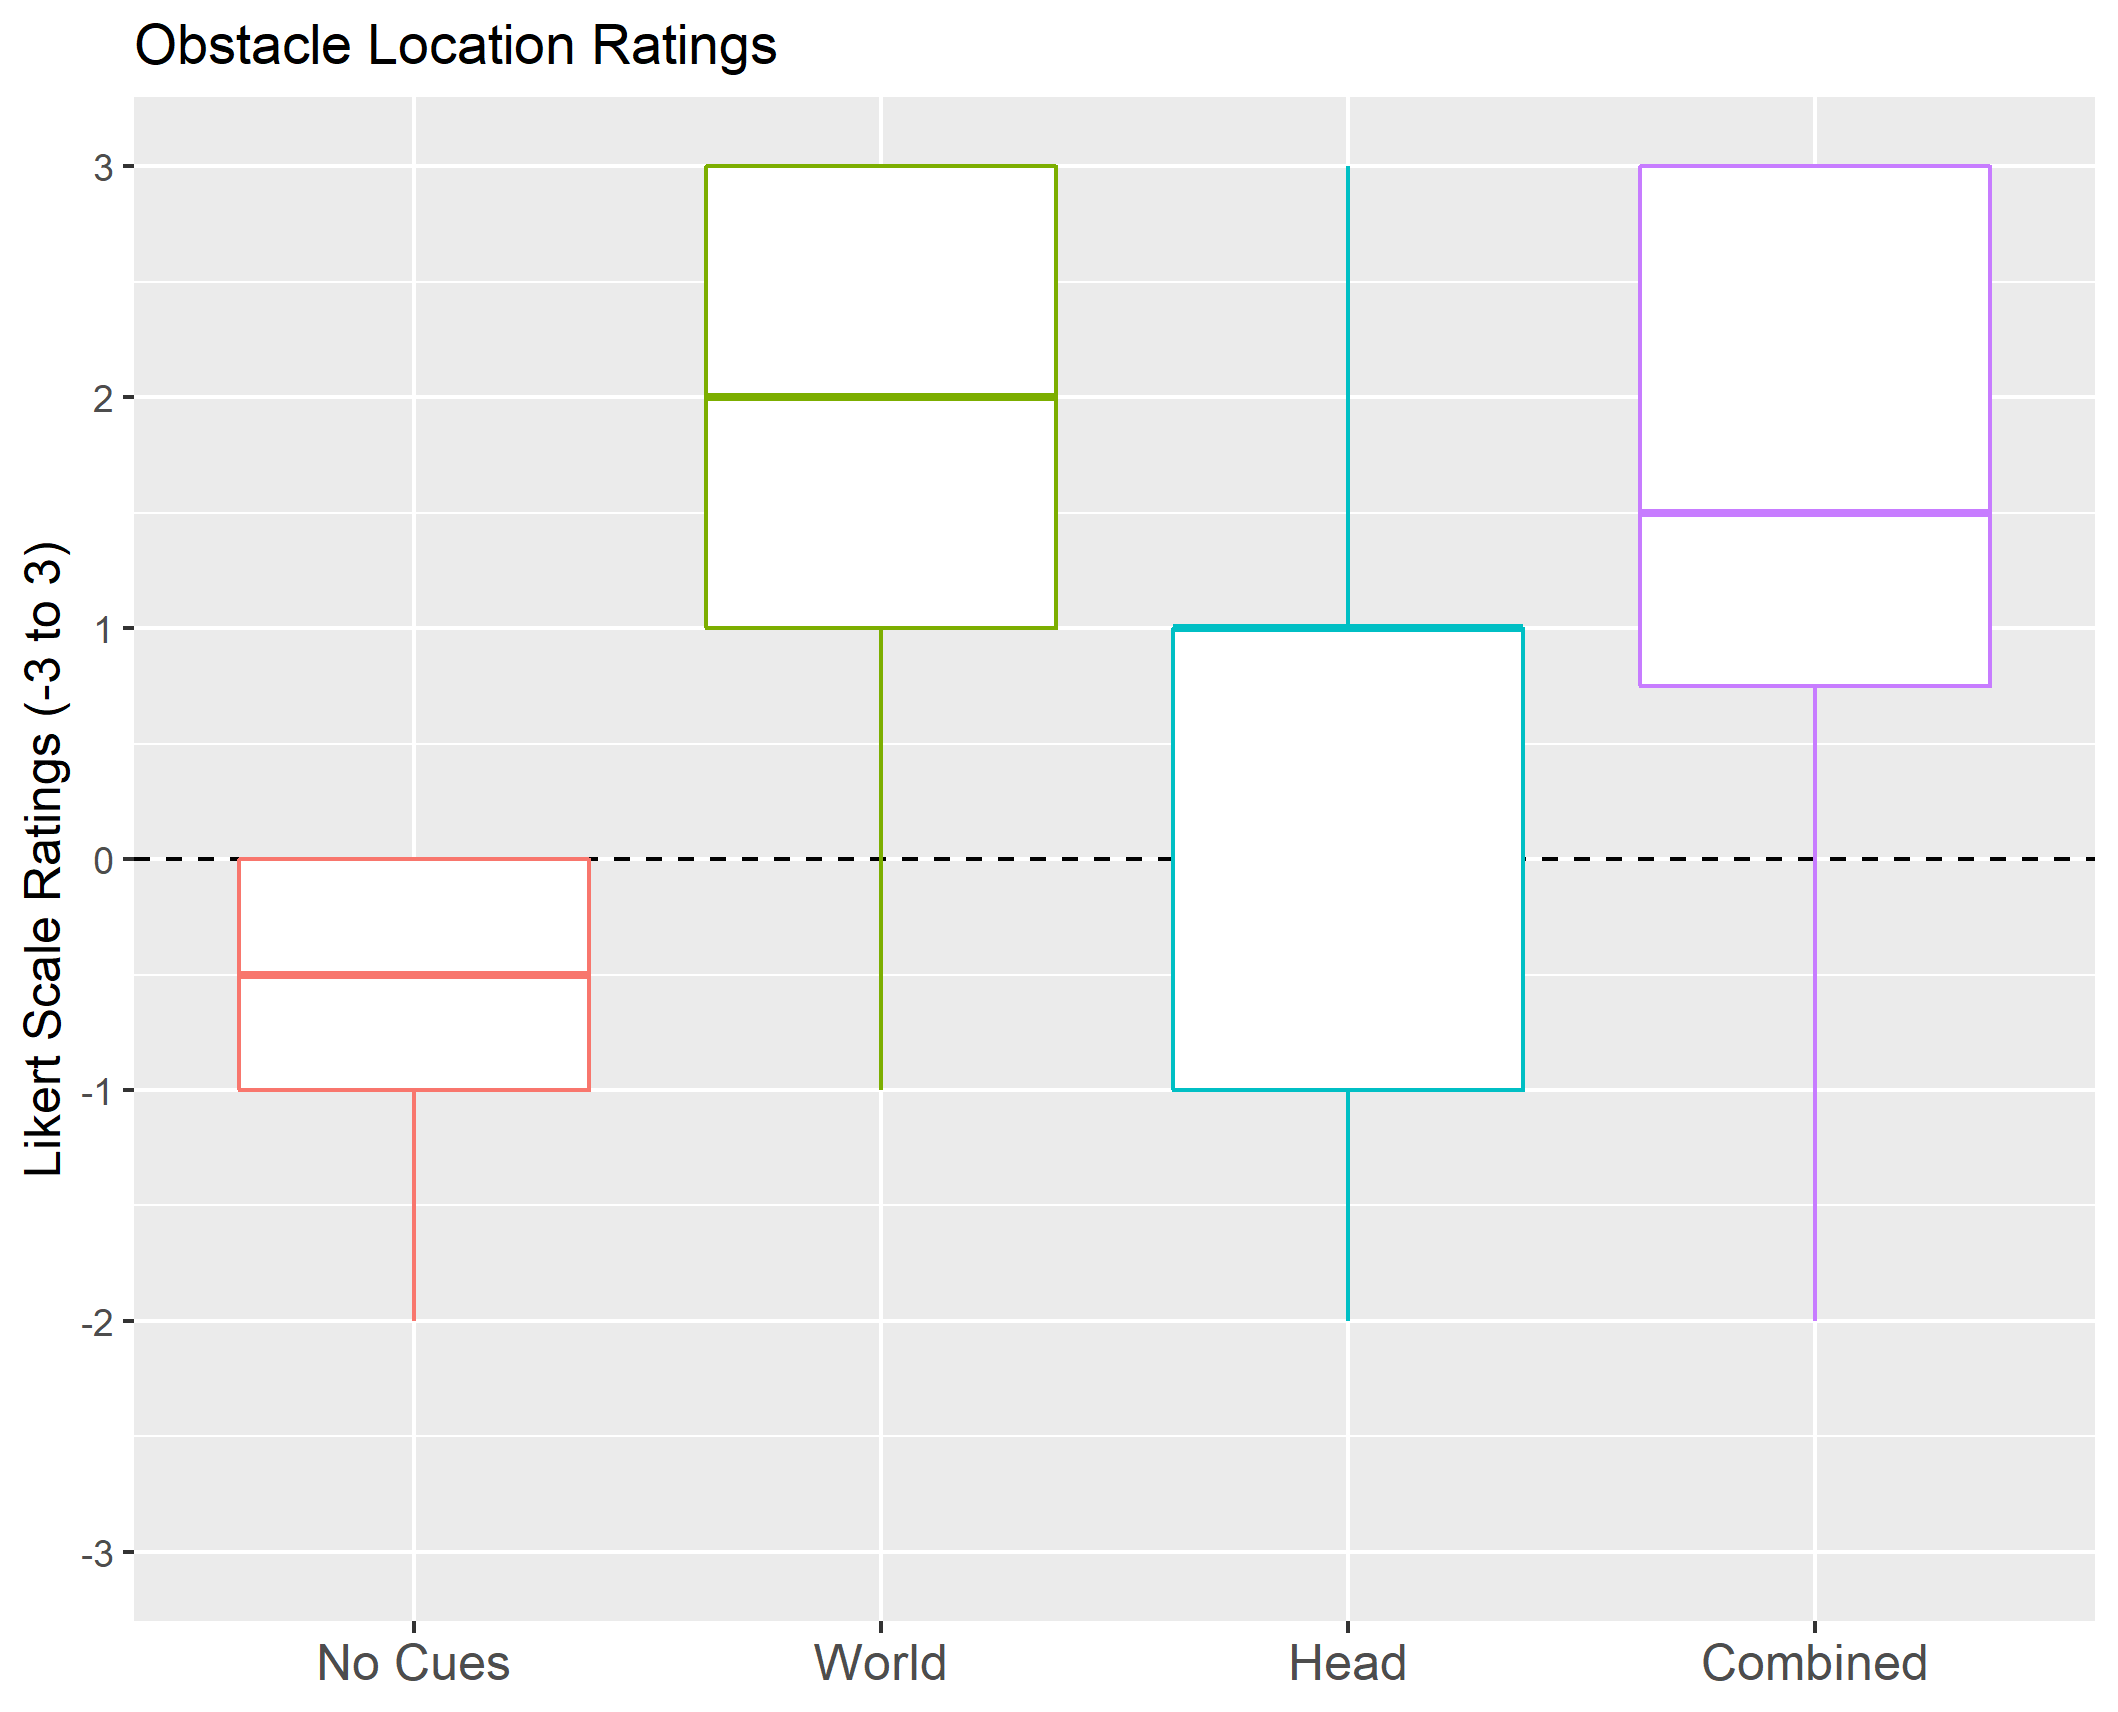 Obstacle Location Ratings
Likert Scale Ratings (-3 to 3)
3
2
1
0
-1
-2
-3
No Cues World Head Combined